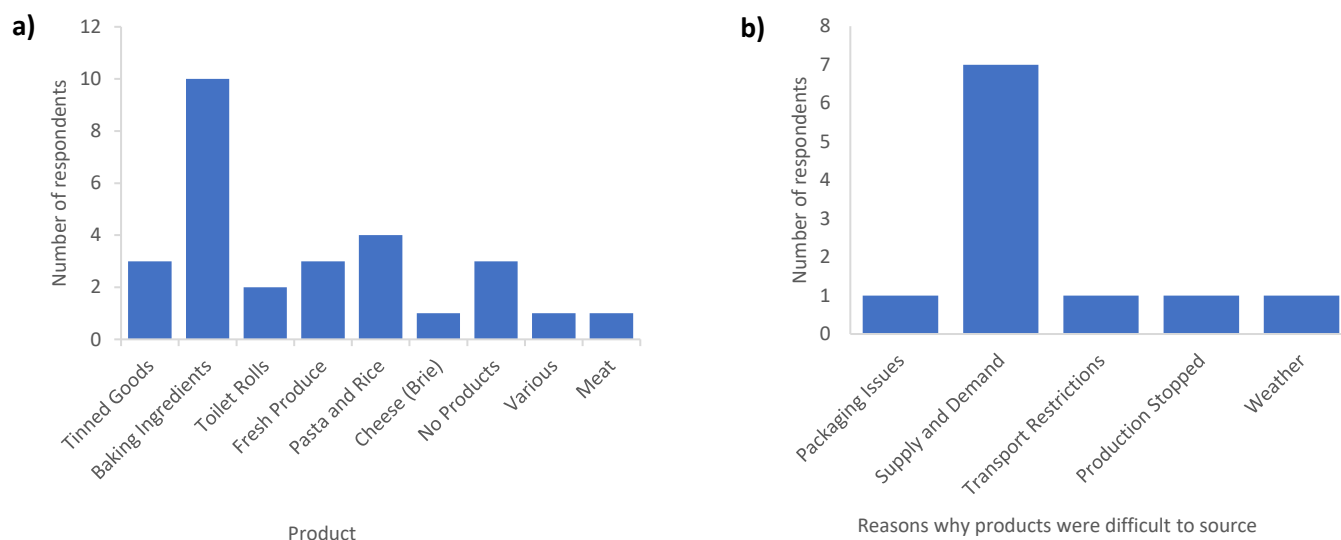 a)
12
10
8
6
4
2
0
Number of respondents
Tinned Goods
Baking Ingredients
Toilet Rolls
Fresh Produce
Pasta and Rice
Cheese (Brie)
No Products
Various
Meat
Product
b)
8
7
6
5
4
3
2
1
0
Number of respondents
Packaging Issues
Supply and Demand
Transport Restrictions
Production Stopped
Weather
Reasons why products were difficult to source